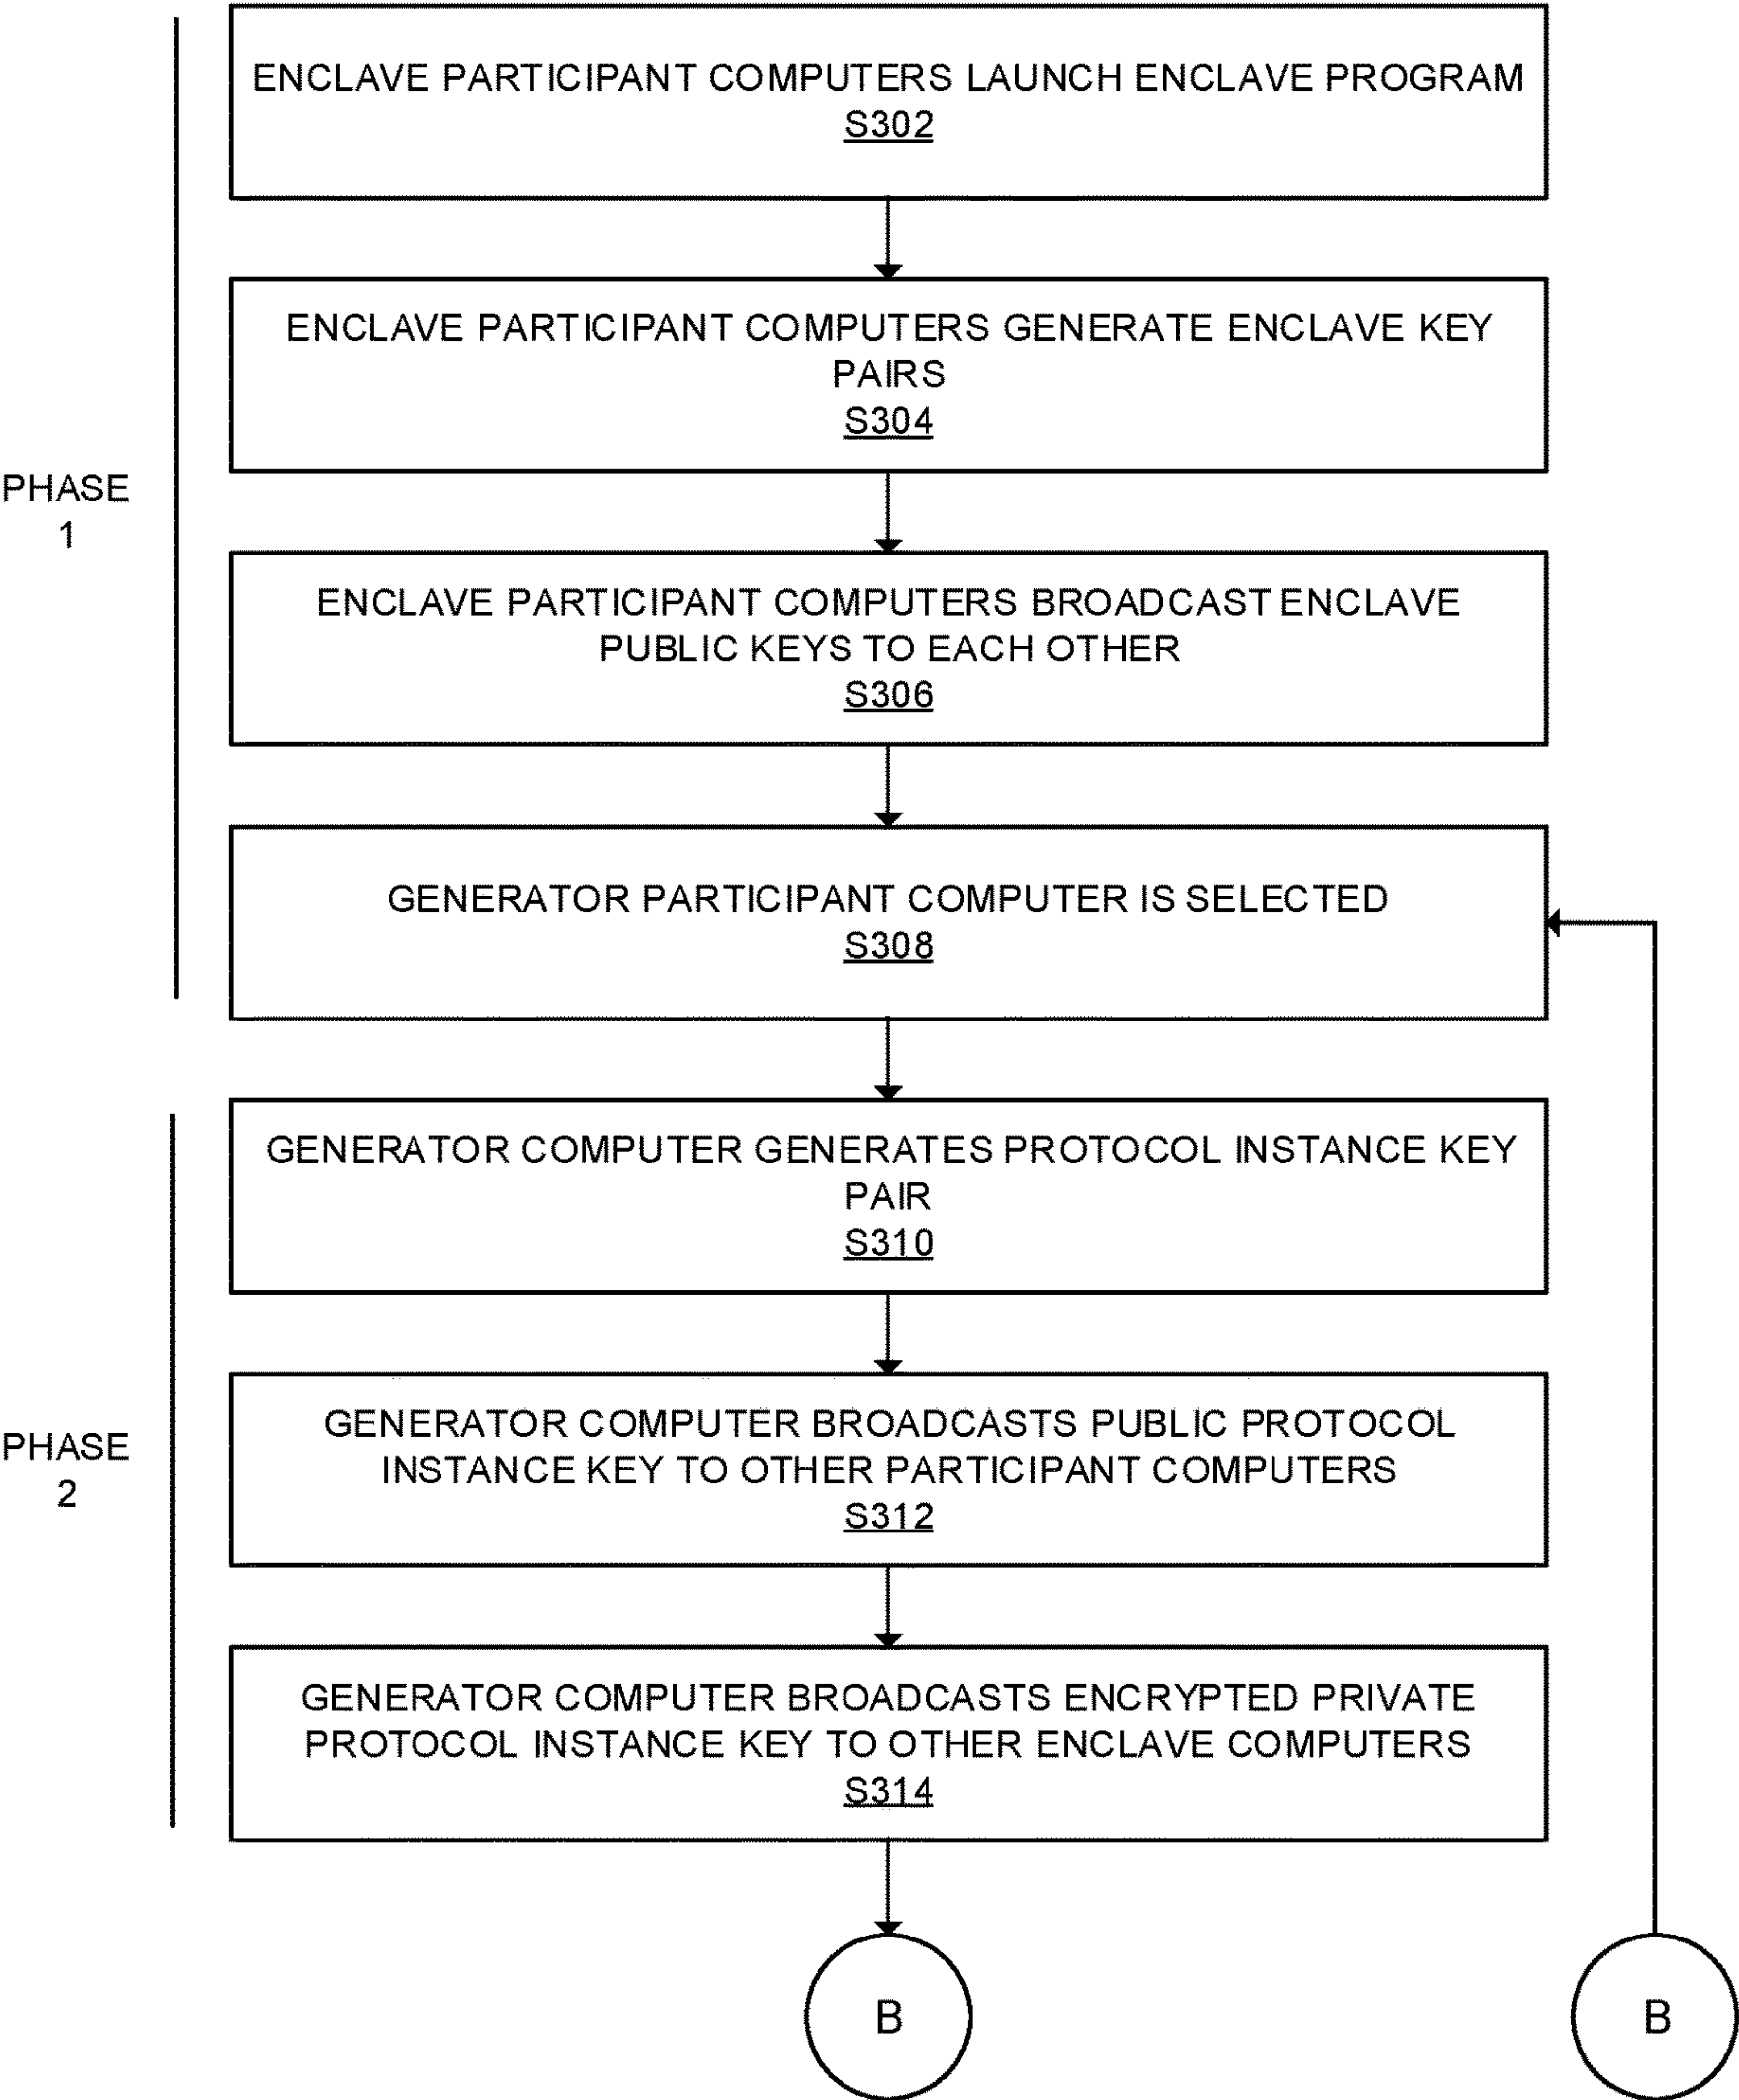 ENCLAVE PARTICIPANT COMPUTERS LAUNCH ENCLAVE PROGRAM
S302
ENCLAVE PARTICIPANT COMPUTERS GENERATE ENCLAVE KEY
PAIRS
S304
PHASE
1
ENCLAVE PARTICIPANT COMPUTERS BROADCAST ENCLAVE
PUBLIC KEYS TO EACH OTHER
S306
GENERATOR PARTICIPANT COMPUTER IS SELECTED
S308
GENERATOR COMPUTER GENERATES PROTOCOL INSTANCE KEY
PAIR
S310
PHASE
2
GENERATOR COMPUTER BROADCASTS PUBLIC PROTOCOL
INSTANCE KEY TO OTHER PARTICIPANT COMPUTERS
S312
GENERATOR COMPUTER BROADCASTS ENCRYPTED PRIVATE
PROTOCOL INSTANCE KEY TO OTHER ENCLAVE COMPUTERS
S314
B
B